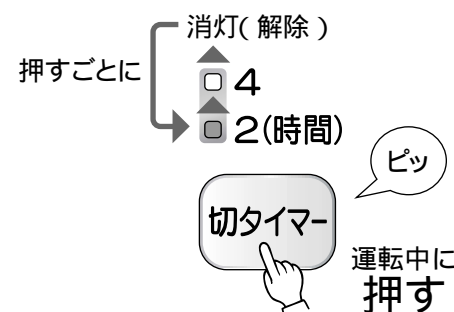 消灯(解除)
押すごとに
4
2(時間)
ピッ
切タイマー
運転中に
押す